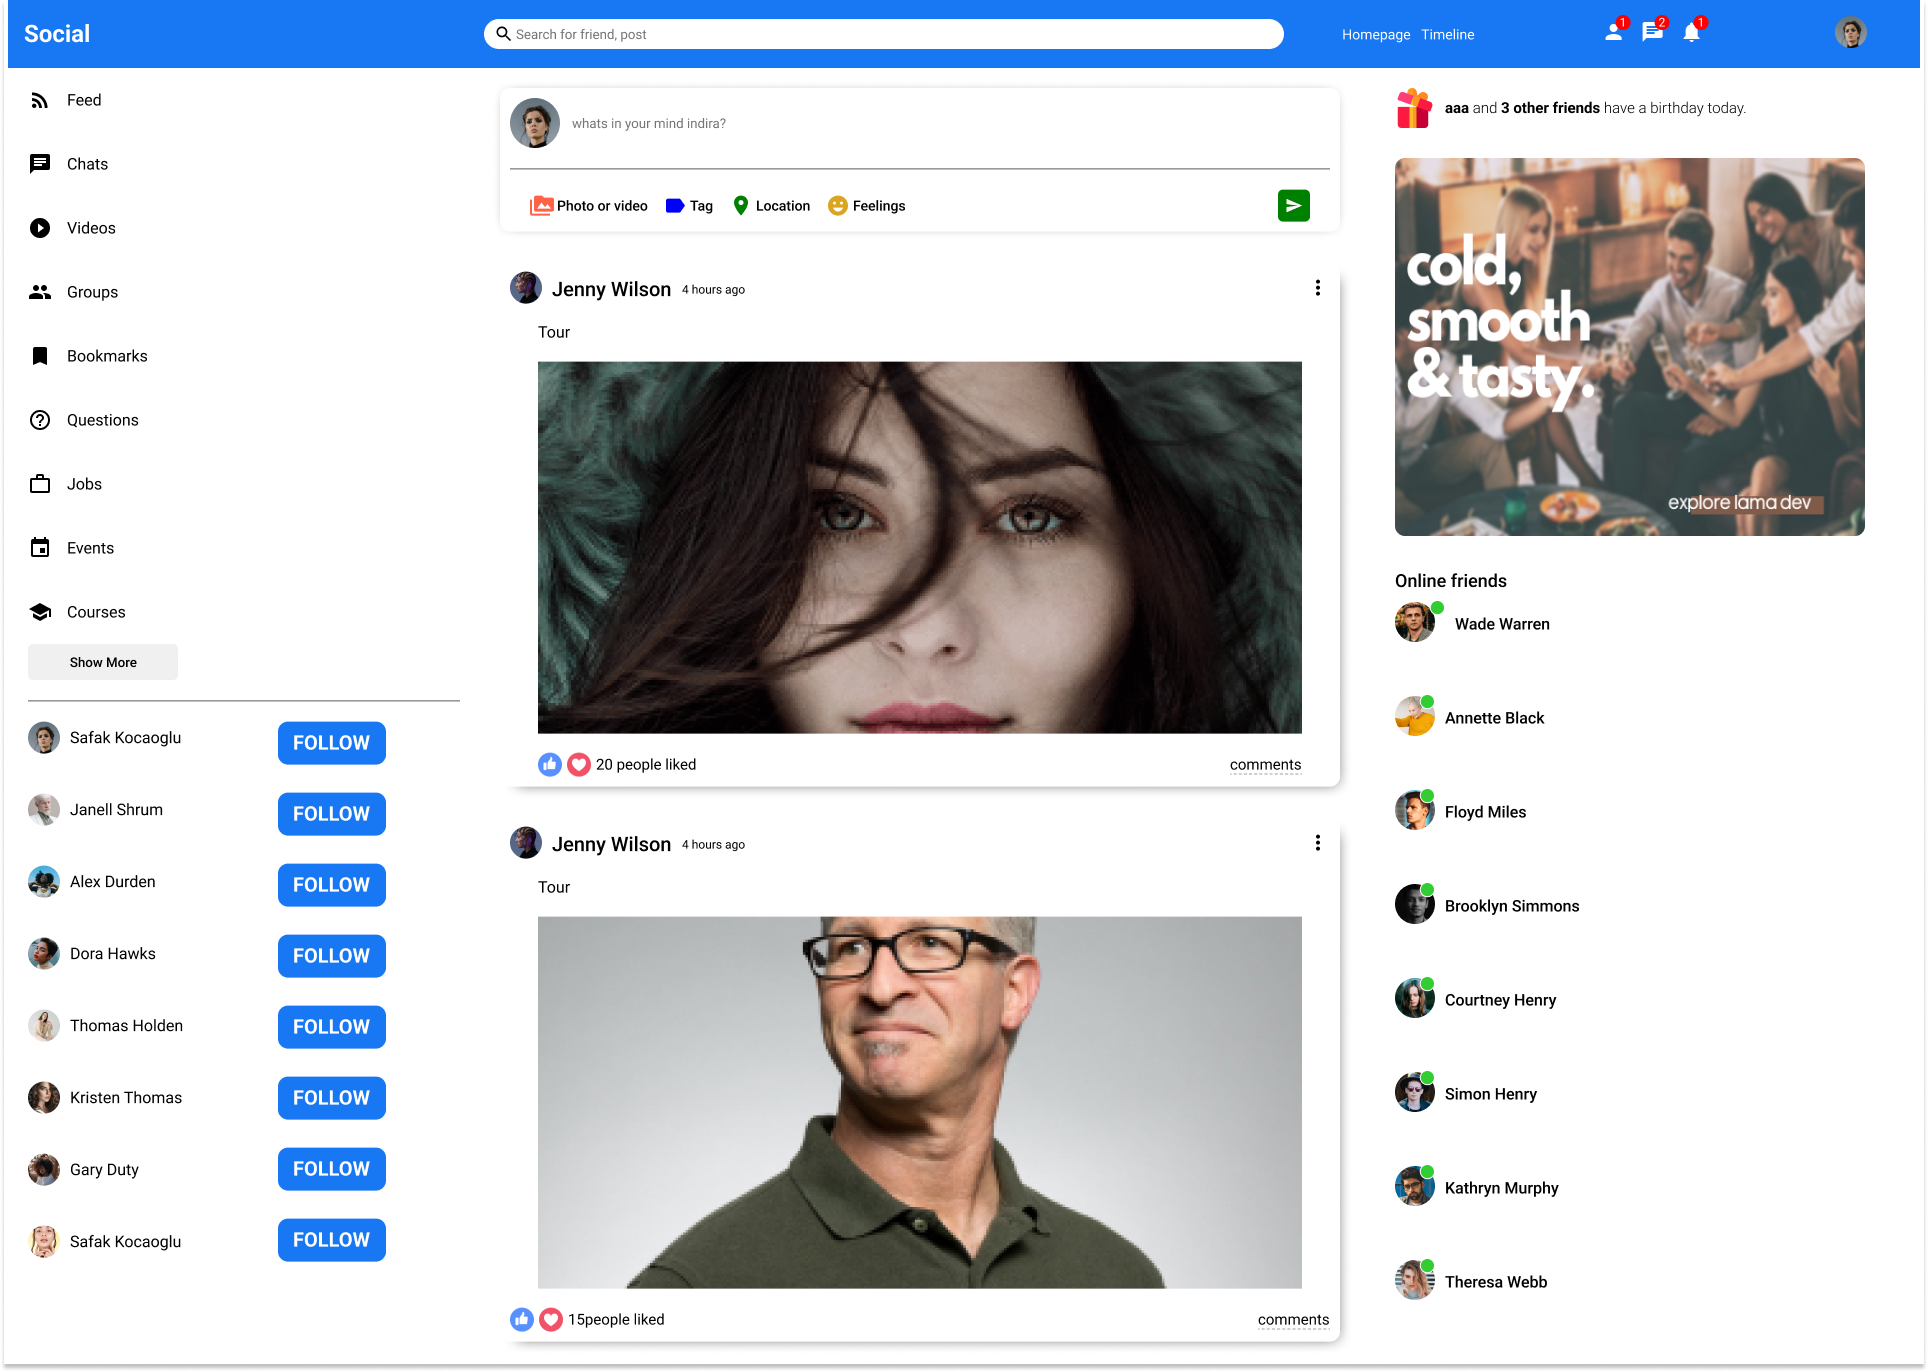 Social
Search for friend, post
Homepage Timeline
1
2
1
Feed
Chats
Videos
Groups
Bookmarks
Questions
Jobs
Events
Courses
Show More
Safak Kocaoglu FOLLOW
Janell Shrum FOLLOW
Alex Durden FOLLOW
Dora Hawks FOLLOW
Thomas Holden FOLLOW
Kristen Thomas FOLLOW
Gary Duty FOLLOW
Safak Kocaoglu FOLLOW
whats in your mind indira?
Photo or video Tag Location Feelings
Jenny Wilson 4 hours ago
Tour
20 people liked comments
Jenny Wilson 4 hours ago
Tour
15people liked comments
aaa and 3 other friends have a birthday today.
cold,
smooth
& tasty.
explore lama dev
Online friends
Wade Warren
Annette Black
Floyd Miles
Brooklyn Simmons
Courtney Henry
Simon Henry
Kathryn Murphy
Theresa Webb